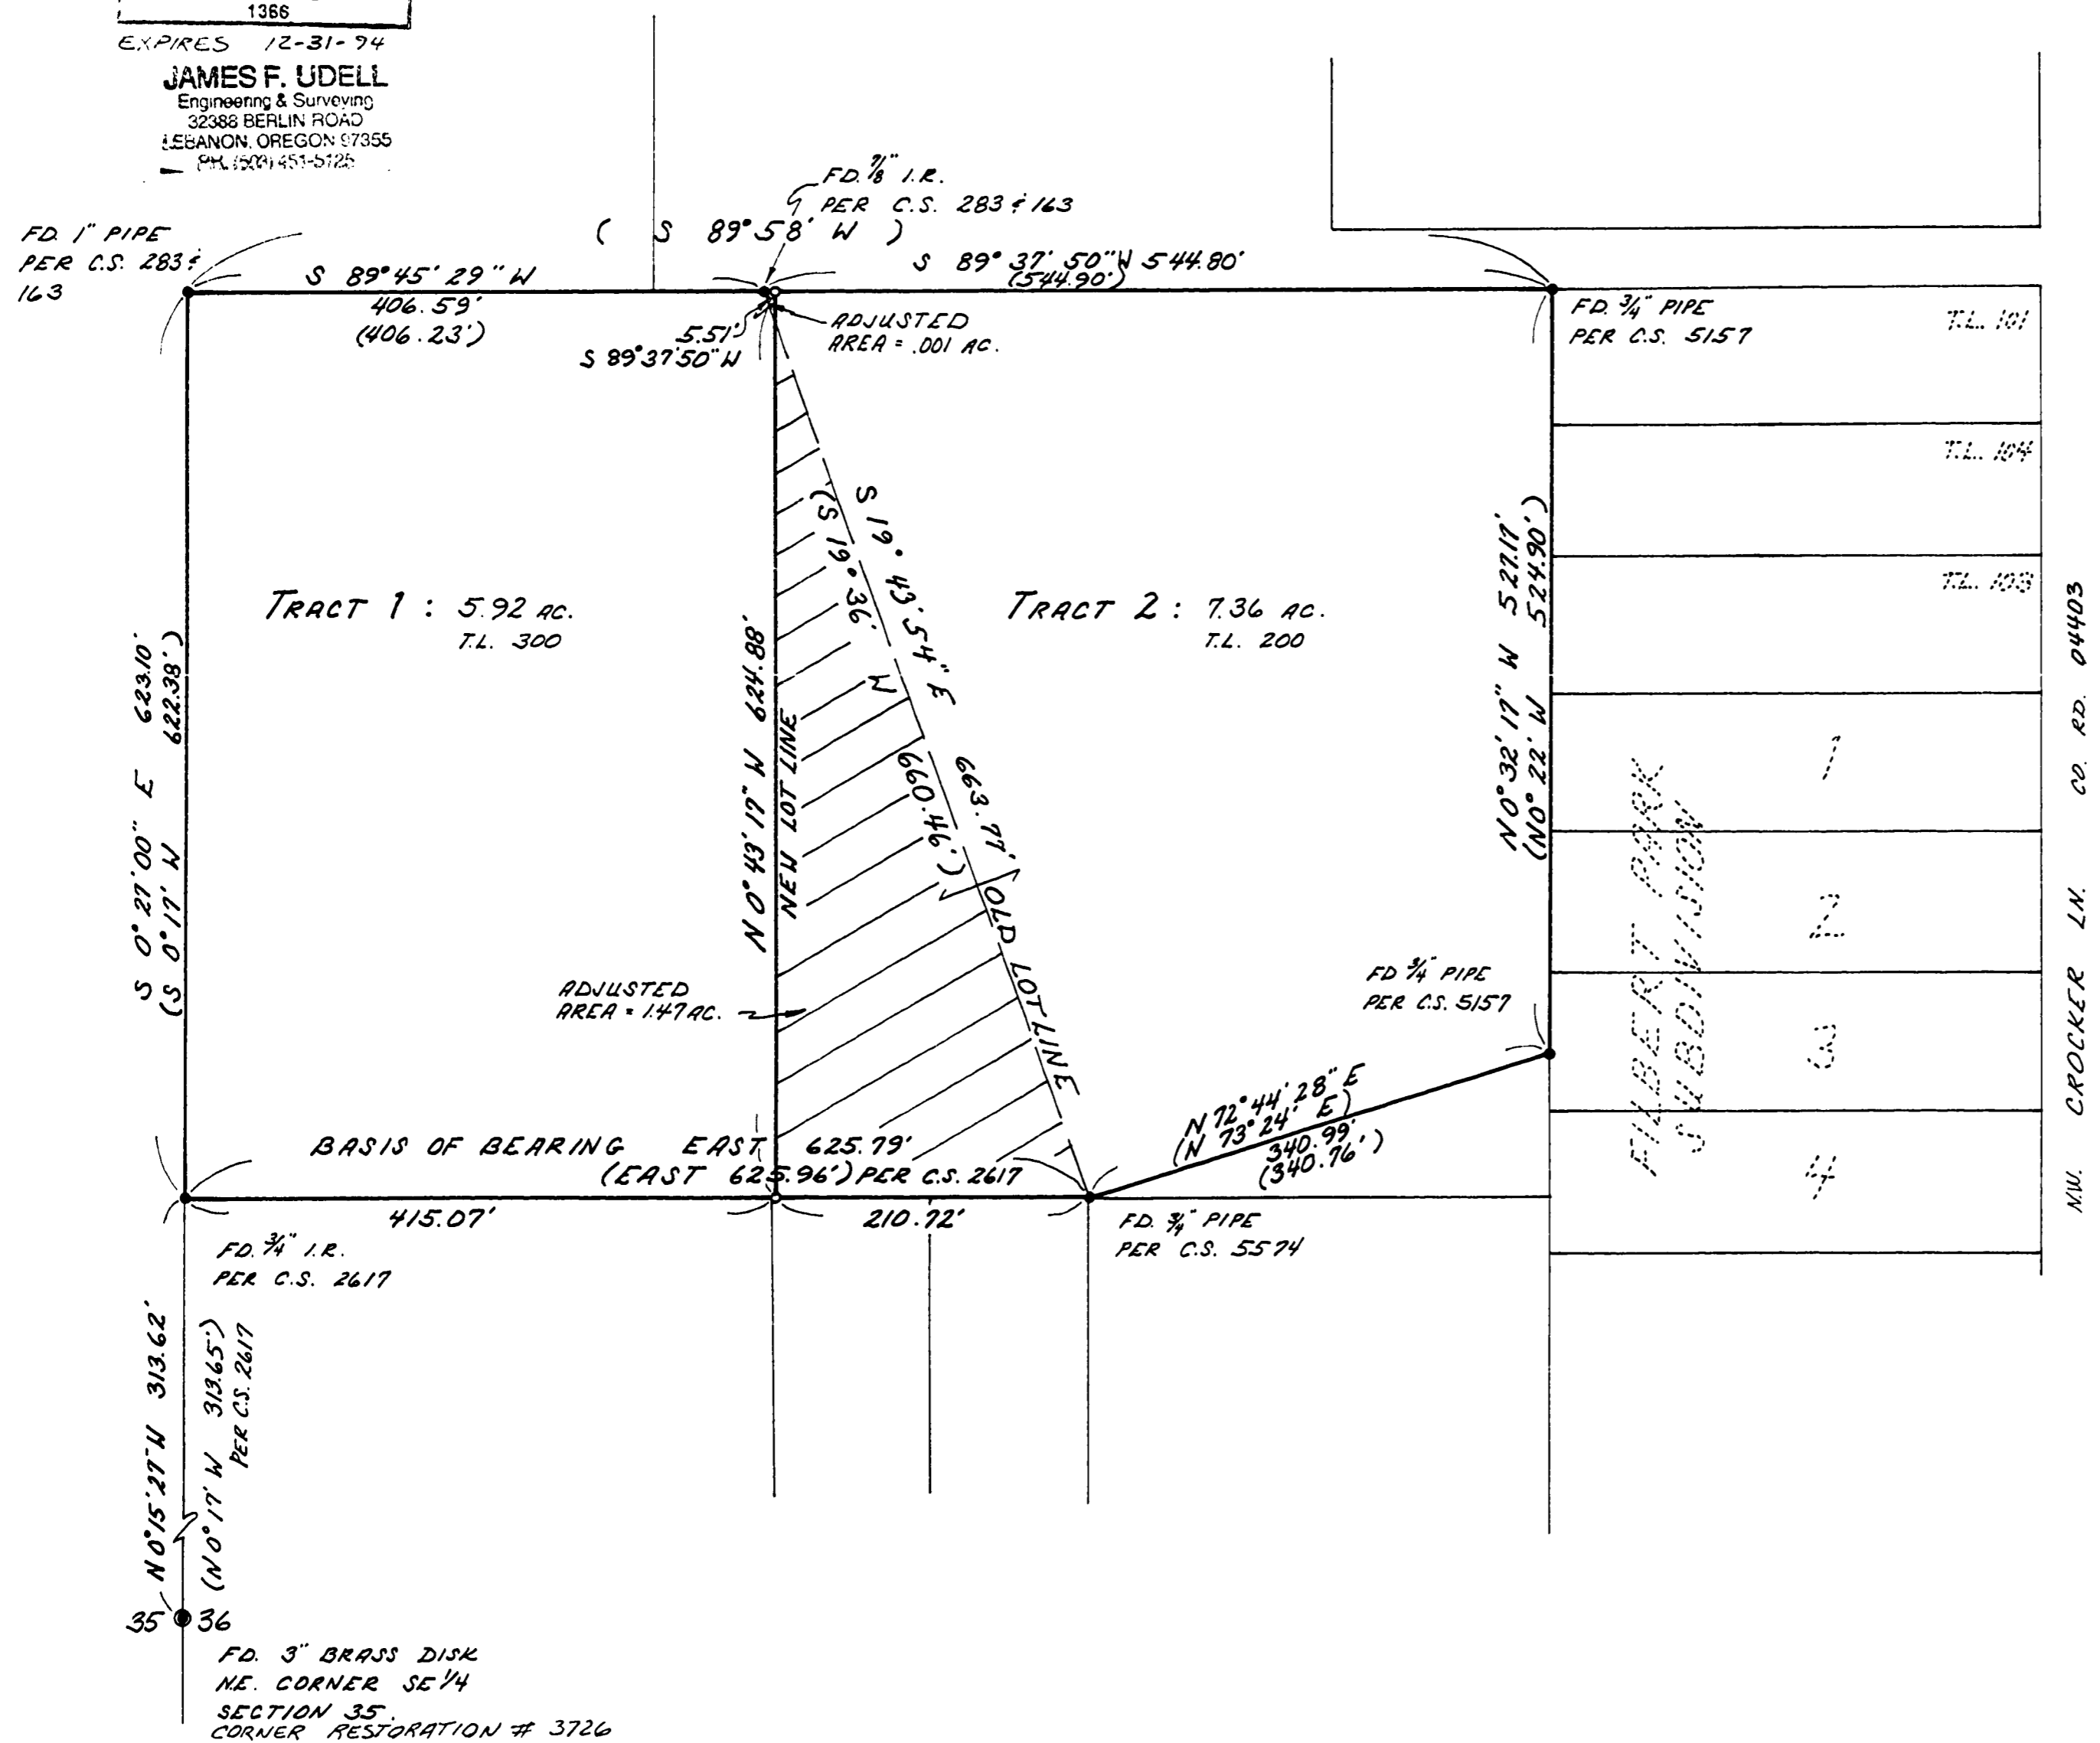 1366
EXPIRES 12-31-94
JAMES F. UDELL
Engineering & Surveying
32388 BERLIN ROAD
LEBANON, OREGON 97355
PH. (503) 451-5125
FD. 7/8" I.R.
PER C.S. 283 & 163
FD. 1" PIPE
PER C.S. 283 &
163
( S 89° 58' W )
S 89° 45' 29" W
406.59'
(406.23')
S 89° 37' 50" W 544.80'
(544.90')
5.51'
S 89° 37' 50" W
ADJUSTED
AREA = .001 AC.
FD. 3/4" PIPE
PER C.S. 5157
T.L. 101
T.L. 104
T.L. 103
TRACT 1 : 5.92 AC.
T.L. 300
TRACT 2 : 7.36 AC.
T.L. 200
S 0° 27' 00" E 623.10'
(S 0° 17' W 622.38')
N 0° 43' 17" W 624.88'
NEW LOT LINE
S 19° 43' 54" E 663.77'
(S 19° 36' W 660.46')
OLD LOT LINE
N 0° 32' 17" W 527.17'
(N 0° 22' W 524.90')
FILBERT PARK
SUBDIVISION
1
2
3
4
N.W. CROCKER LN. CO. RD. 04403
ADJUSTED
AREA = 1.47 AC.
FD 3/4" PIPE
PER C.S. 5157
N 72° 44' 28" E
(N 73° 24' E)
340.99'
(340.76')
BASIS OF BEARING EAST 625.79'
(EAST 625.96') PER C.S. 2617
415.07'
210.72'
FD. 3/4" PIPE
PER C.S. 5574
FD. 3/4" I.R.
PER C.S. 2617
N 0° 15' 27" W 313.62'
(N 0° 17' W 313.65')
PER C.S. 2617
35 36
FD. 3" BRASS DISK
N.E. CORNER SE 1/4
SECTION 35.
CORNER RESTORATION # 3726